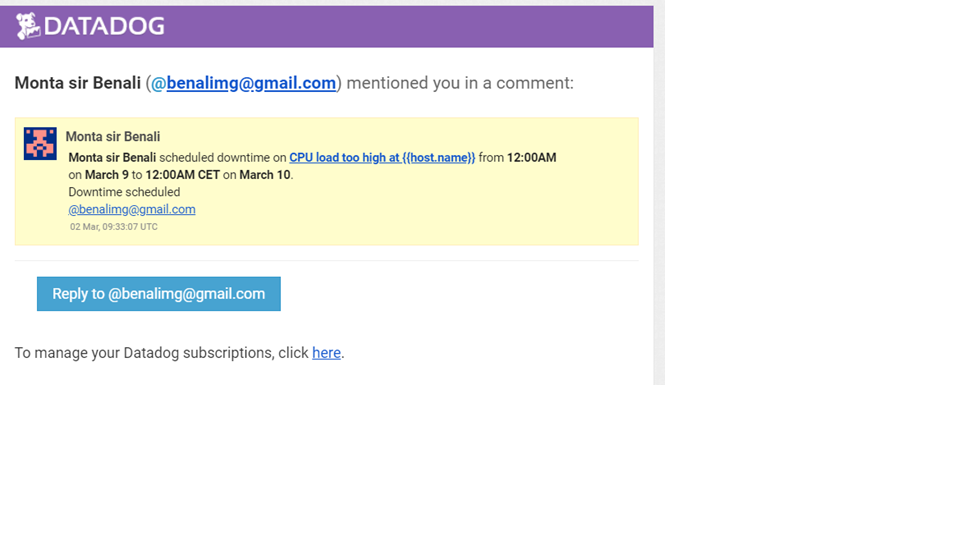 DATADOG
Monta sir Benali (@benalimg@gmail.com) mentioned you in a comment:
Monta sir Benali
Monta sir Benali scheduled downtime on CPU load too high at {{host.name}} from 12:00AM
on March 9 to 12:00AM CET on March 10.
Downtime scheduled
@benalimg@gmail.com
02 Mar, 09:33:07 UTC
Reply to @benalimg@gmail.com
To manage your Datadog subscriptions, click here.